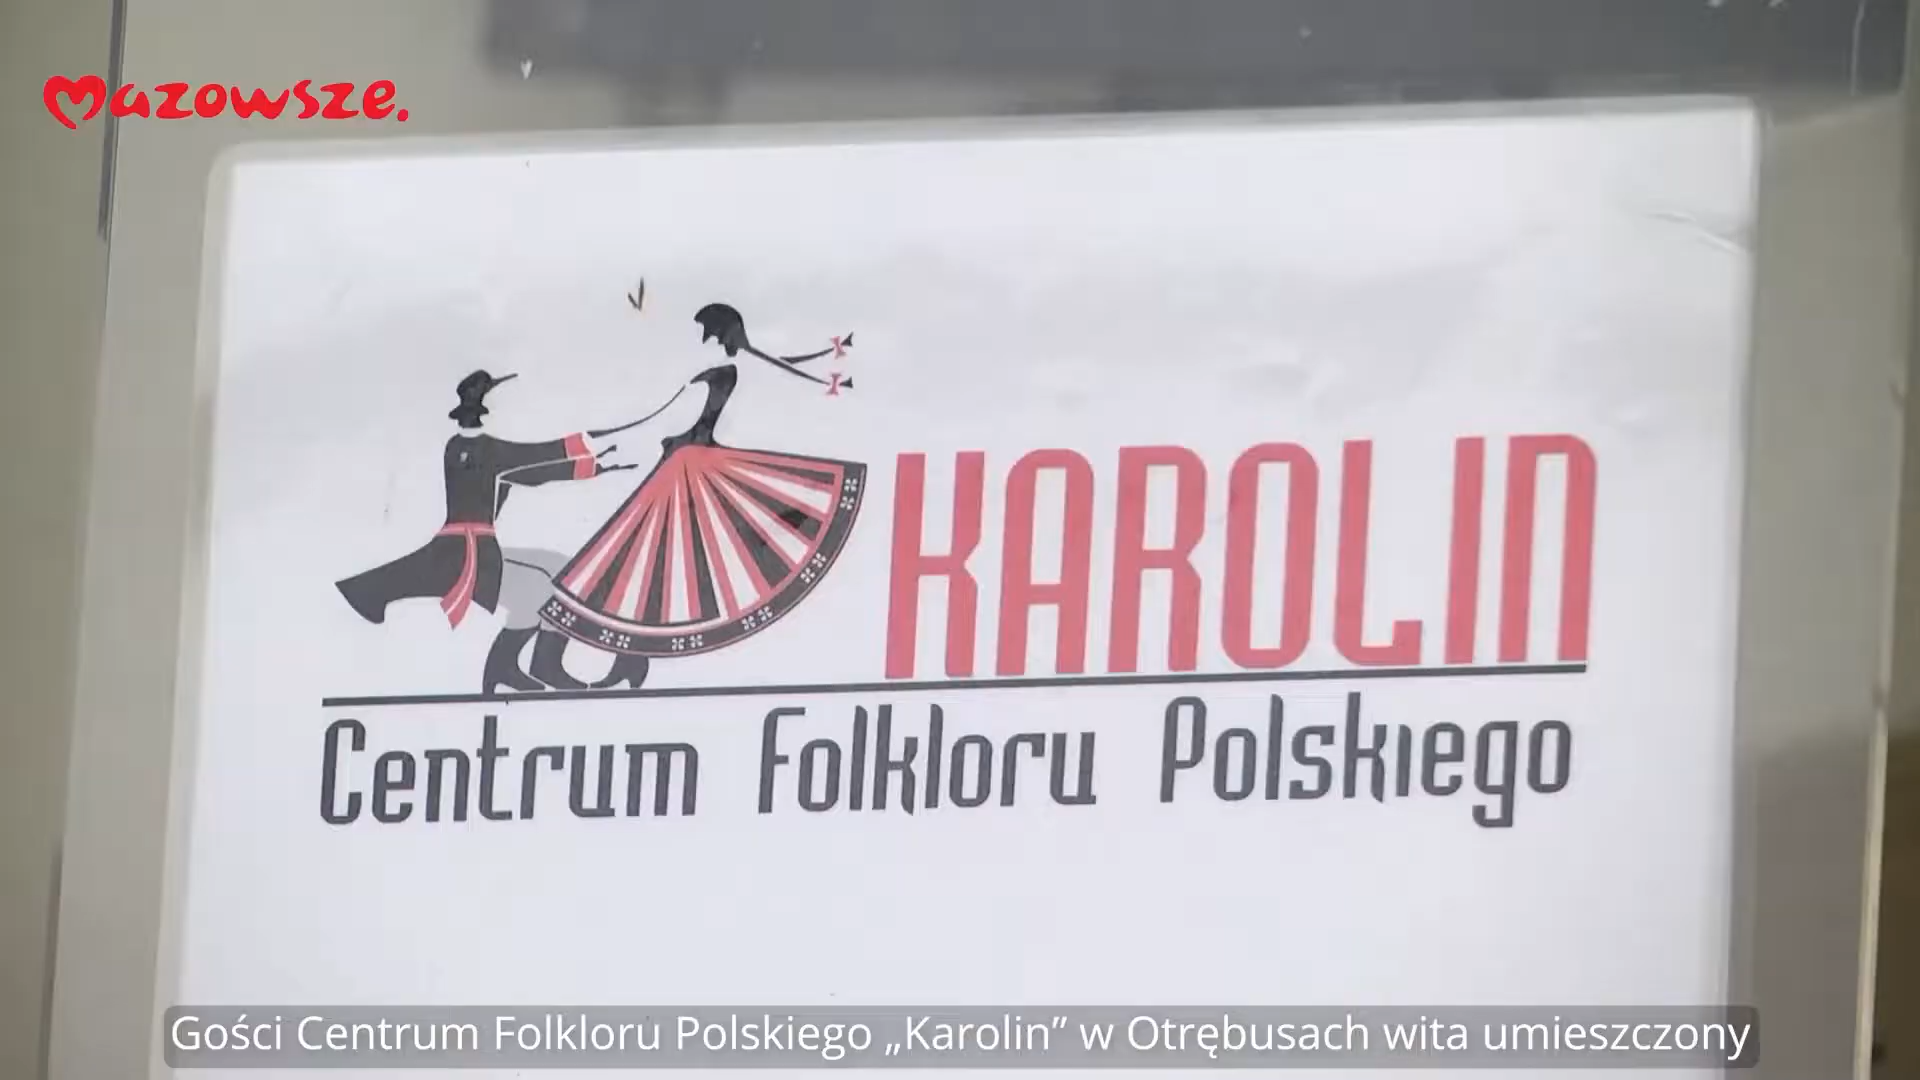 Mazowsze.
KAROLIN
Centrum Folkloru Polskiego
Gości Centrum Folkloru Polskiego „Karolin” w Otrębusach wita umieszczony